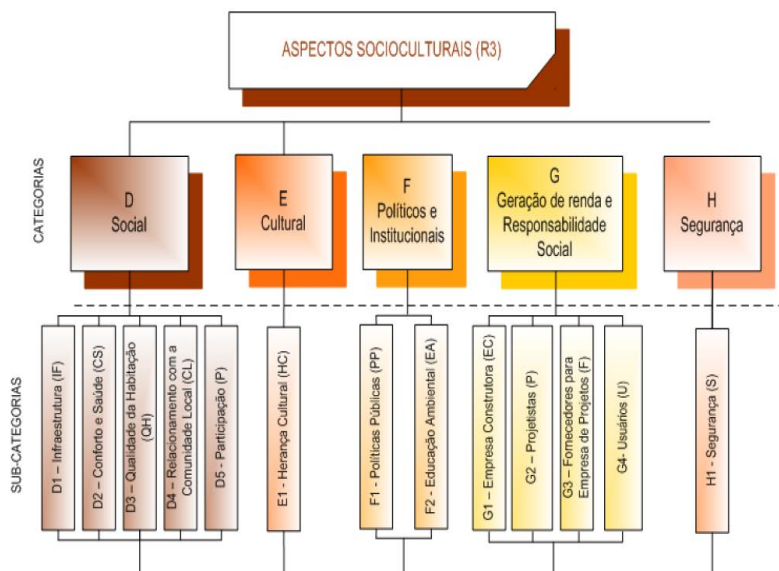 ASPECTOS SOCIOCULTURAIS (R3)
CATEGORIAS
D
Social
E
Cultural
F
Políticos e
Institucionais
G
Geração de renda e
Responsabilidade
Social
H
Segurança
SUB-CATEGORIAS
D1 – Infraestrutura (IF)
D2 – Conforto e Saúde (CS)
D3 – Qualidade da Habitação
(QH)
D4 – Relacionamento com a
Comunidade Local (CL)
D5 - Participação (P)
E1 - Herança Cultural (HC)
F1 - Políticas Públicas (PP)
F2 - Educação Ambiental (EA)
G1 – Empresa Construtora (EC)
G2 – Projetistas (P)
G3 – Fornecedores para
Empresa de Projetos (F)
G4- Usuários (U)
H1 - Segurança (S)